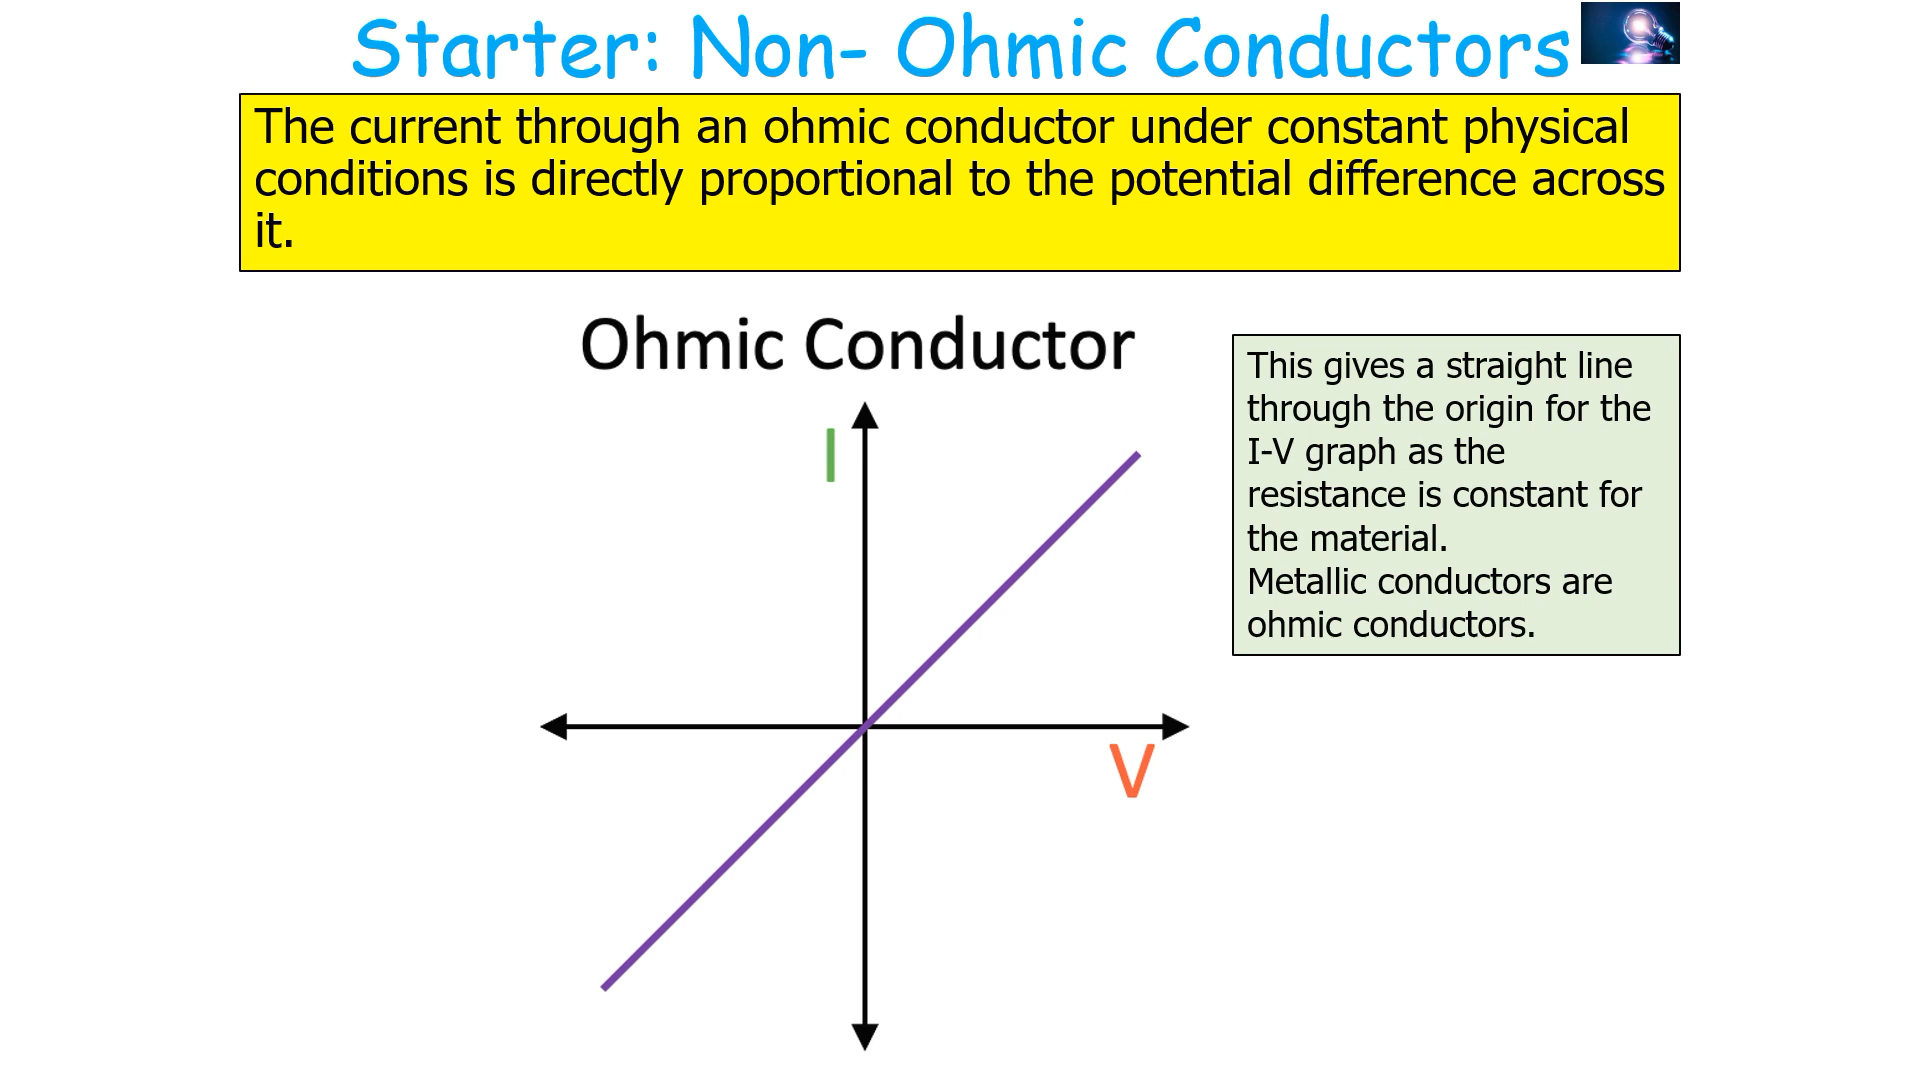 Starter: Non- Ohmic Conductors
The current through an ohmic conductor under constant physical
conditions is directly proportional to the potential difference across
it.
Ohmic Conductor
I
This gives a straight line
through the origin for the
I-V graph as the
resistance is constant for
the material.
Metallic conductors are
ohmic conductors.
V